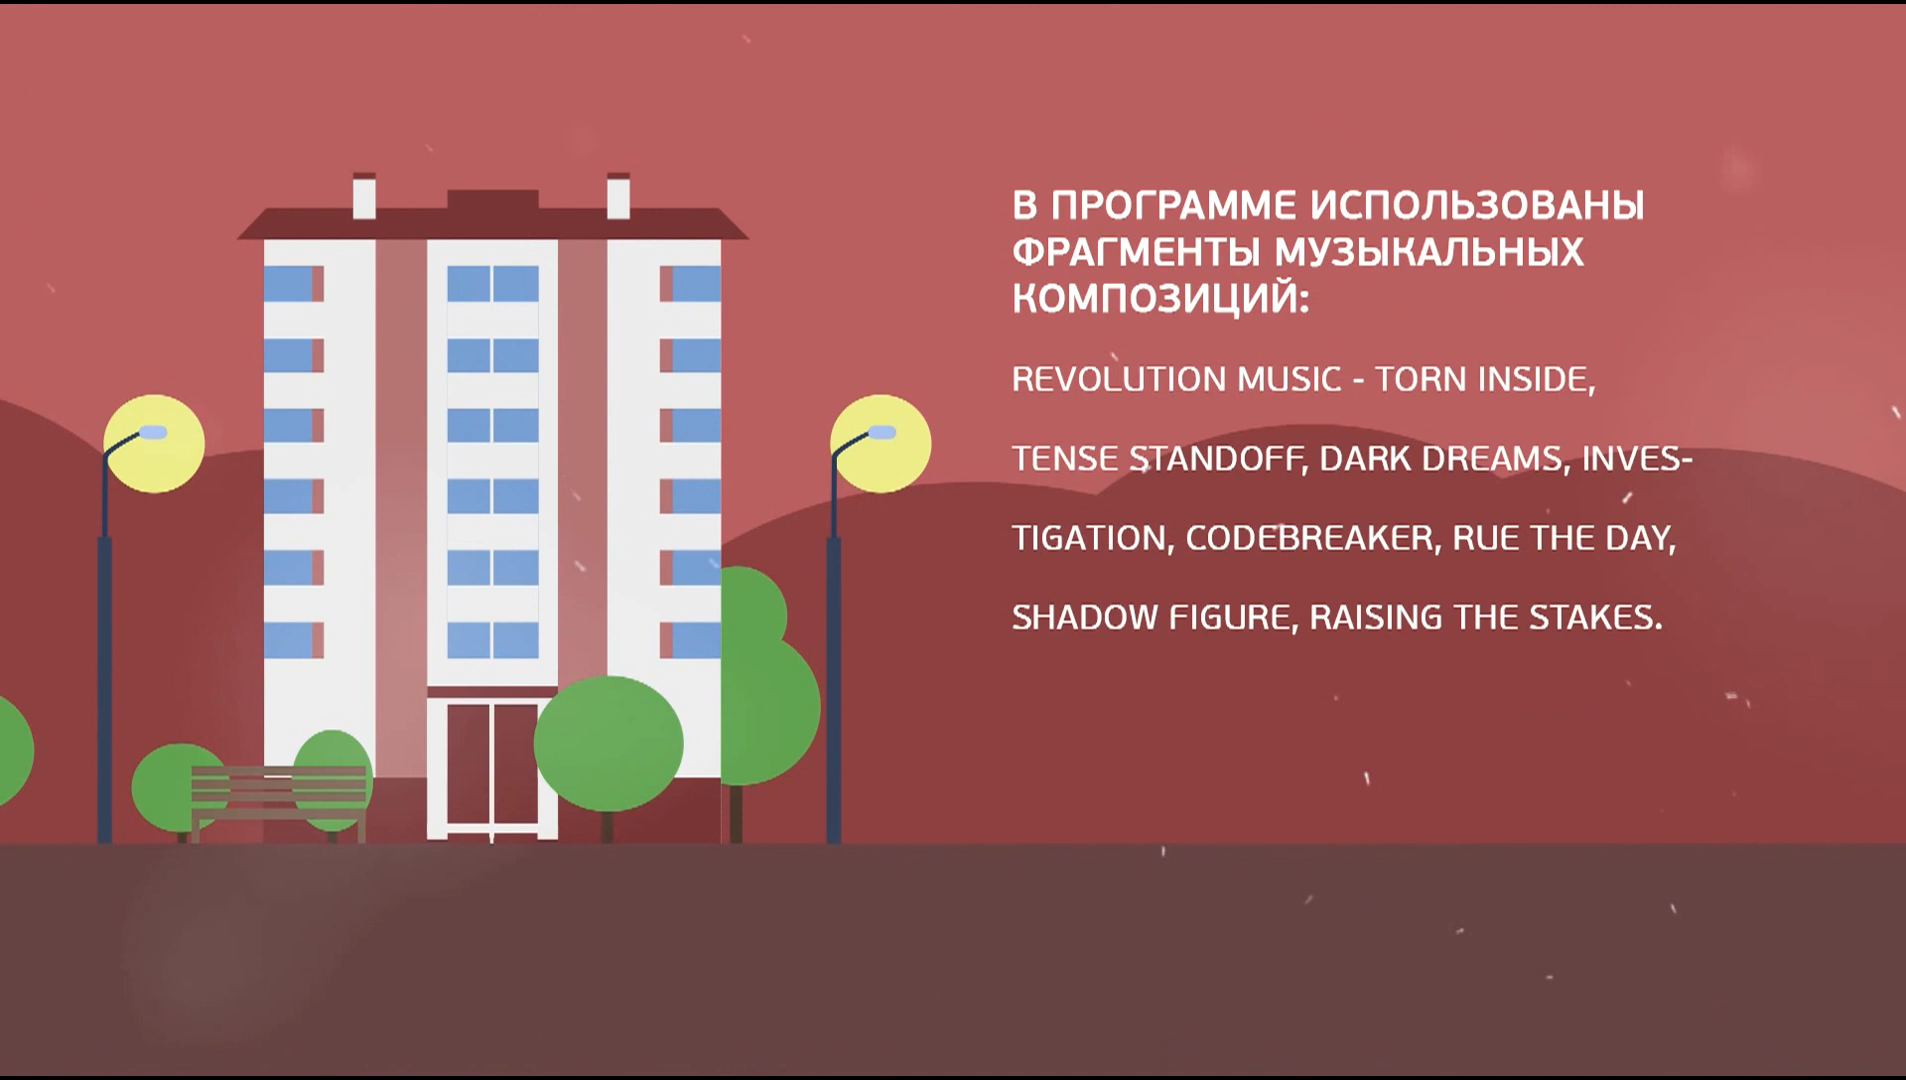 В ПРОГРАММЕ ИСПОЛЬЗОВАНЫ
ФРАГМЕНТЫ МУЗЫКАЛЬНЫХ
КОМПОЗИЦИЙ:
REVOLUTION MUSIC - TORN INSIDE,
TENSE STANDOFF, DARK DREAMS, INVES-
TIGATION, CODEBREAKER, RUE THE DAY,
SHADOW FIGURE, RAISING THE STAKES.